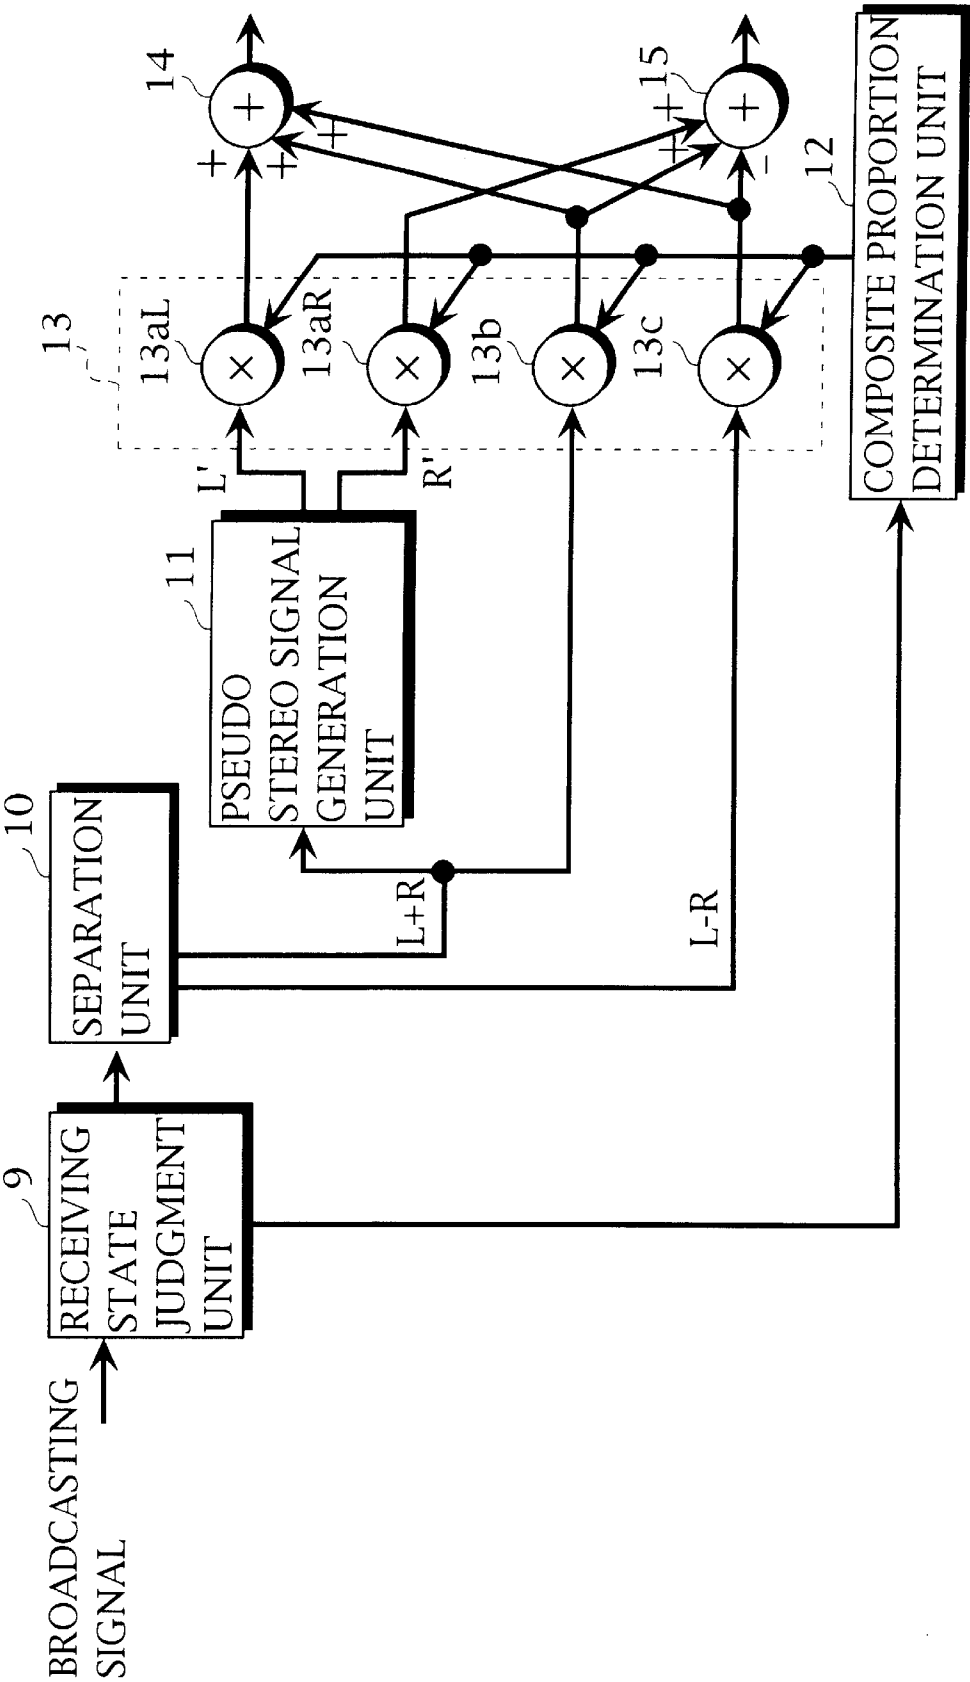 BROADCASTING
SIGNAL
9
RECEIVING
STATE
JUDGMENT
UNIT
10
SEPARATION
UNIT
L+R
L-R
11
PSEUDO
STEREO SIGNAL
GENERATION
UNIT
L'
R'
13
13aL
×
13aR
×
13b
×
13c
×
14
+
+
+
+
15
+
+
+
-
12
COMPOSITE PROPORTION
DETERMINATION UNIT